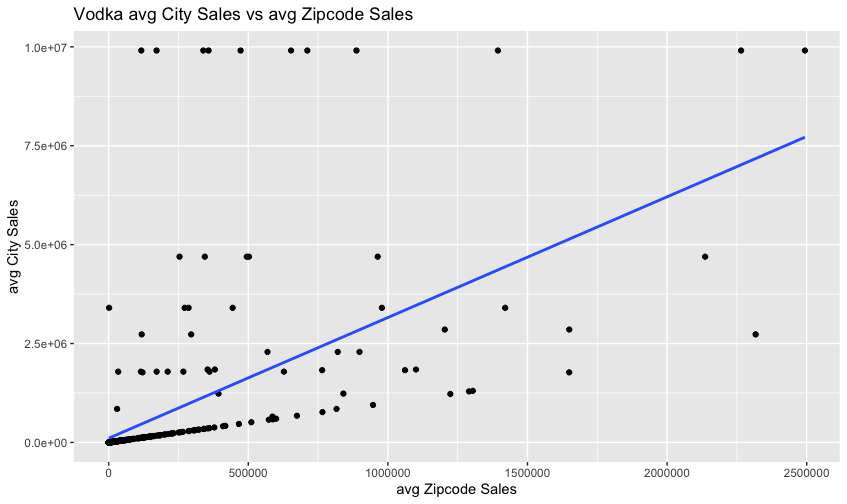 Vodka avg City Sales vs avg Zipcode Sales
1.0e+07
7.5e+06
5.0e+06
2.5e+06
0.0e+00
avg City Sales
0 500000 1000000 1500000 2000000 2500000
avg Zipcode Sales